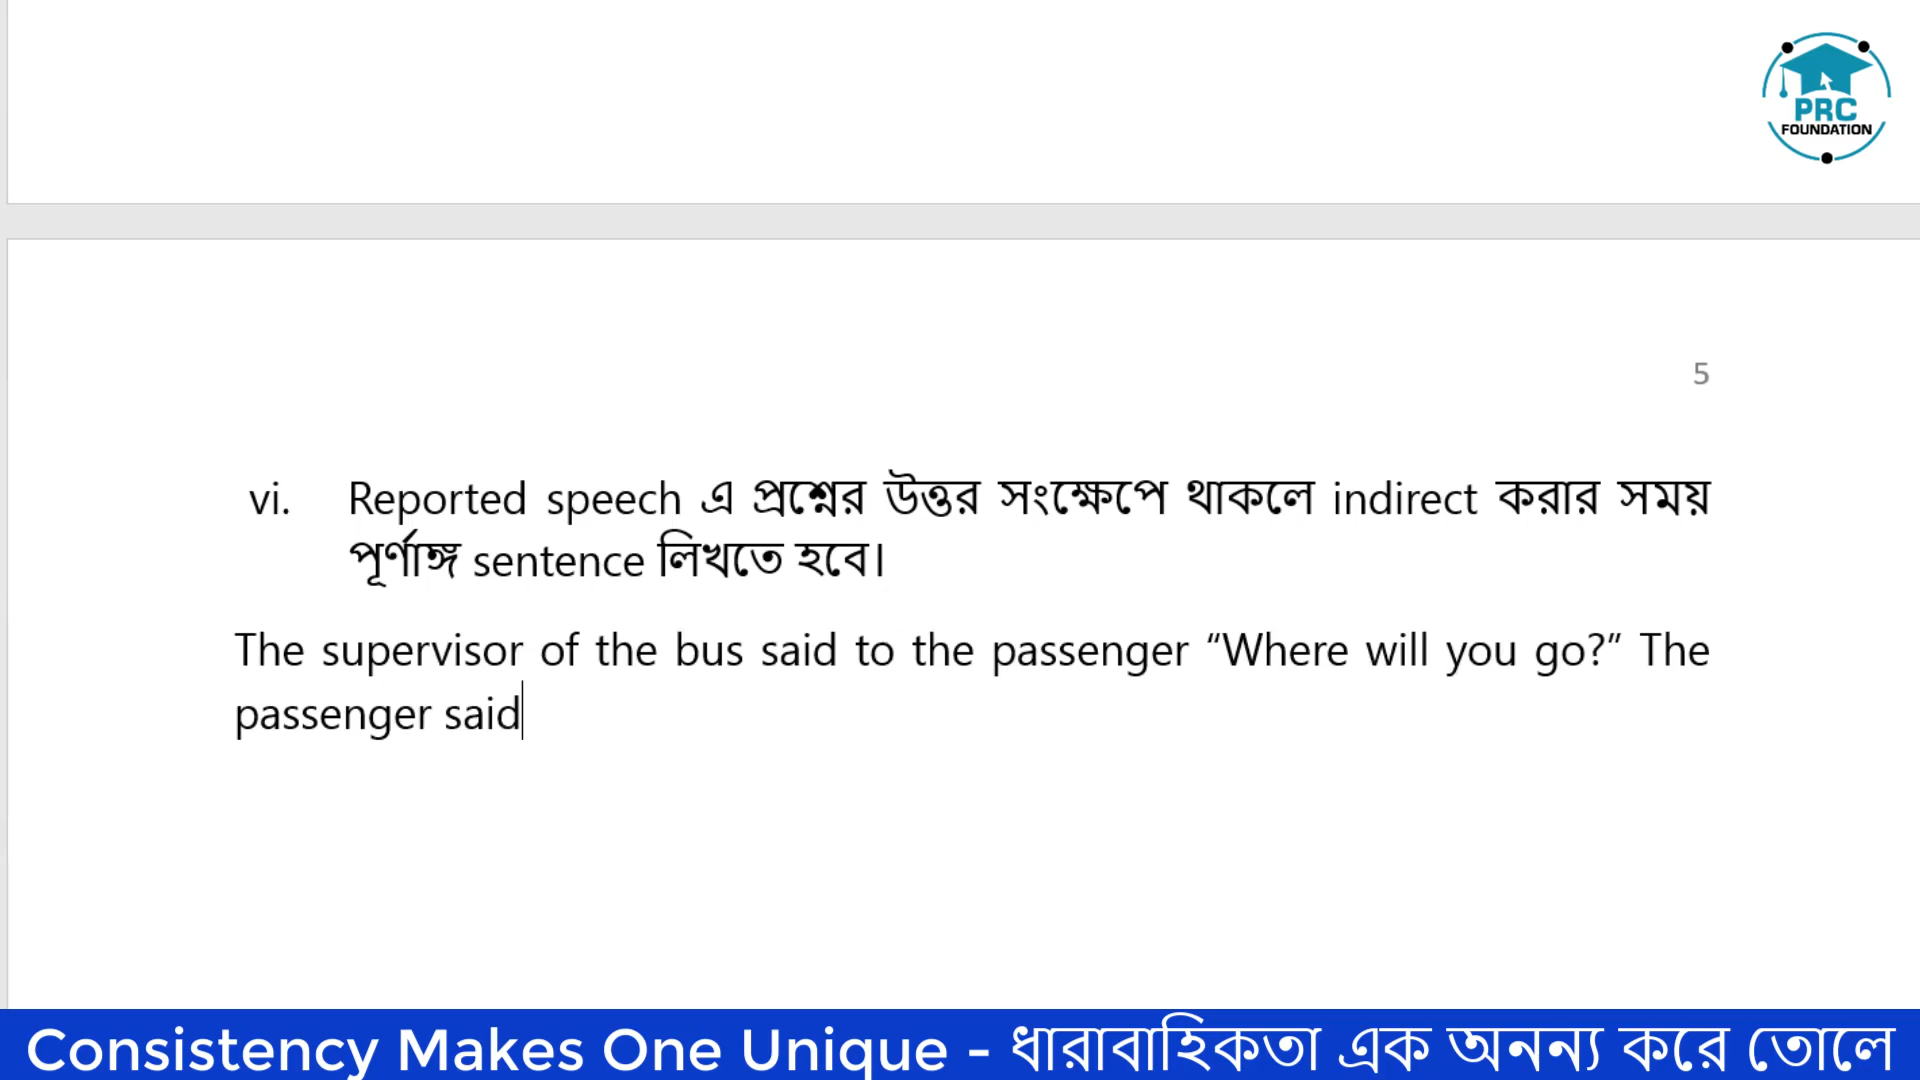 PRC
FOUNDATION
5
vi. Reported speech এ প্রশ্নের উত্তর সংক্ষেপে থাকলে indirect করার সময়
পূর্ণাঙ্গ sentence লিখতে হবে।
The supervisor of the bus said to the passenger “Where will you go?” The
passenger said
Consistency Makes One Unique - ধারাবাহিকতা এক অনন্য করে তোলে